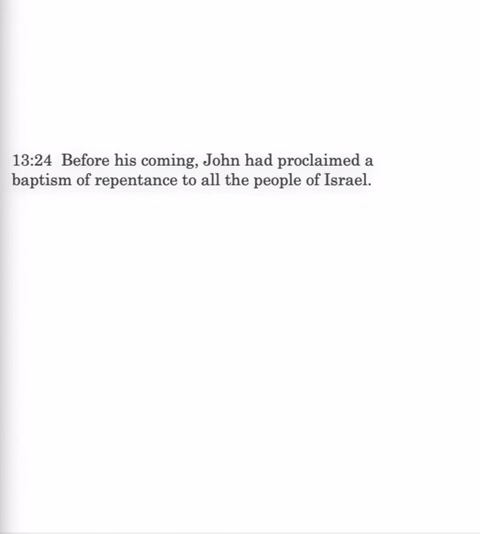 13:24 Before his coming, John had proclaimed a
baptism of repentance to all the people of Israel.